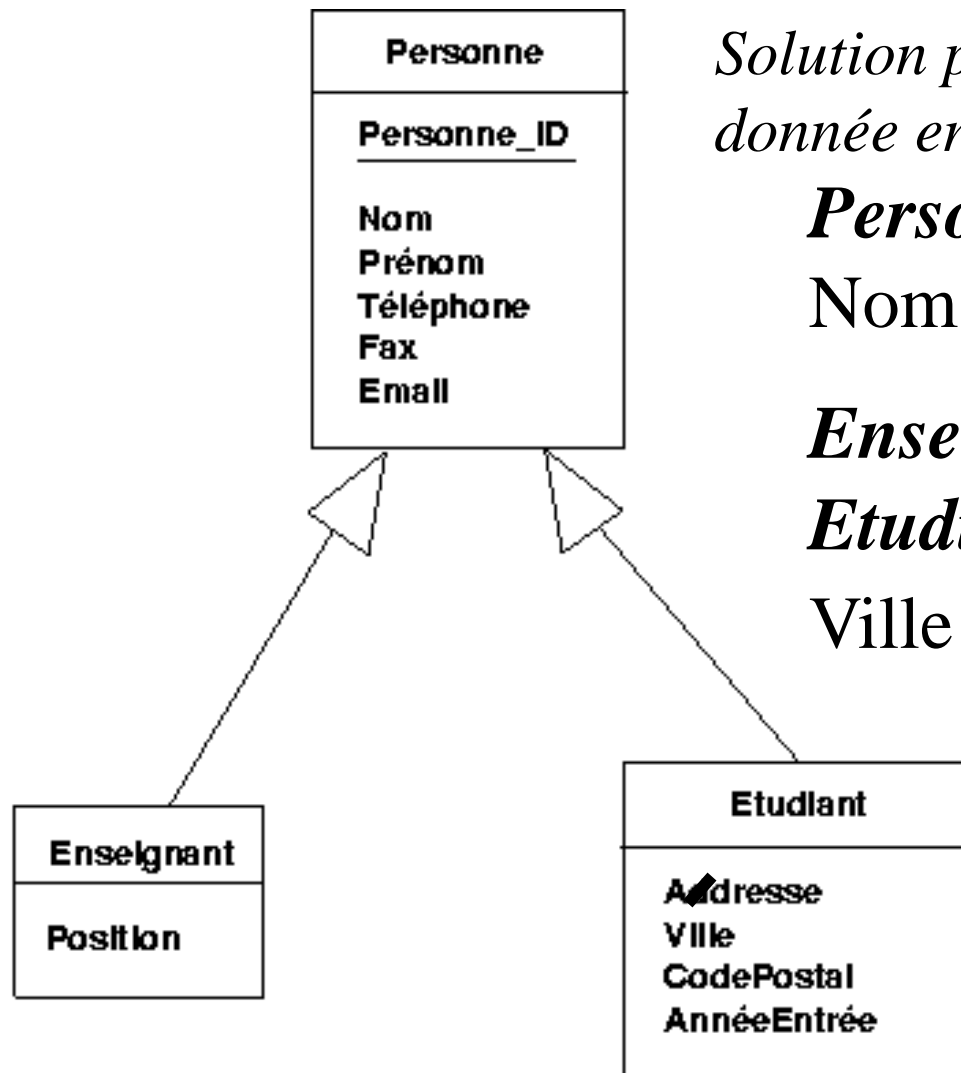 Personne
Personne_ID
Nom
Prénom
Téléphone
Fax
Email
Solution p
donnée en
Perso
Nom
Ense
Etudi
Ville
Enseignant
Position
Etudiant
Addresse
Ville
CodePostal
AnnéeEntrée